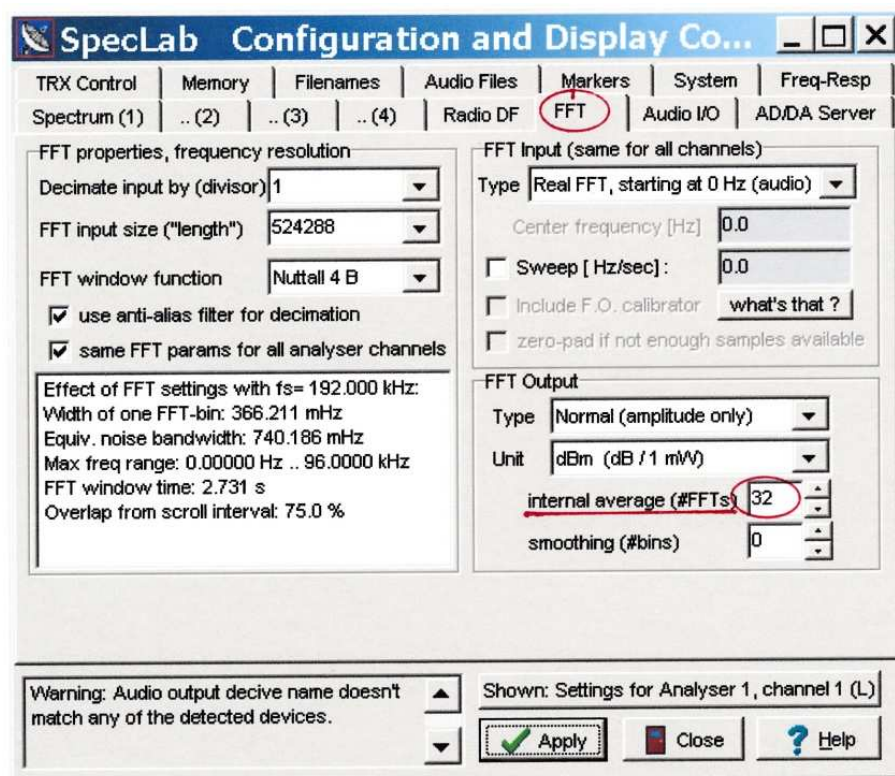 SpecLab Configuration and Display Co...
TRX Control Memory Filenames Audio Files Markers System Freq-Resp
Spectrum (1) .. (2) .. (3) .. (4) Radio DF FFT Audio I/O AD/DA Server
FFT properties, frequency resolution
Decimate input by (divisor) 1
FFT input size ("length") 524288
FFT window function Nuttall 4 B
use anti-alias filter for decimation
same FFT params for all analyser channels
Effect of FFT settings with fs= 192.000 kHz:
Width of one FFT-bin: 366.211 mHz
Equiv. noise bandwidth: 740.186 mHz
Max freq range: 0.00000 Hz .. 96.0000 kHz
FFT window time: 2.731 s
Overlap from scroll interval: 75.0 %
FFT Input (same for all channels)
Type Real FFT, starting at 0 Hz (audio)
Center frequency [Hz] 0.0
Sweep [ Hz/sec] : 0.0
Include F.O. calibrator what's that ?
zero-pad if not enough samples available
FFT Output
Type Normal (amplitude only)
Unit dBm (dB / 1 mW)
internal average (#FFTs) 32
smoothing (#bins) 0
Warning: Audio output decive name doesn't
match any of the detected devices.
Shown: Settings for Analyser 1, channel 1 (L)
Apply Close Help